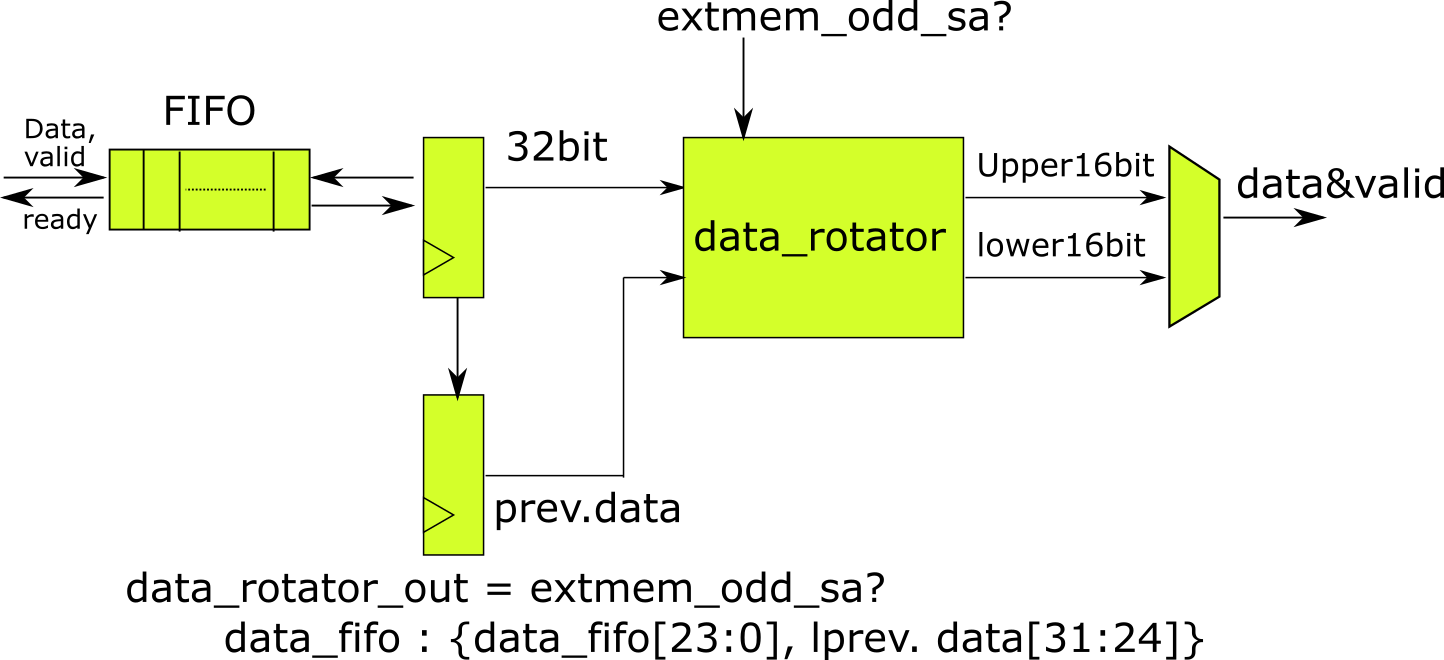 extmem_odd_sa?
FIFO
Data,
valid
ready
32bit
data_rotator
Upper16bit
lower16bit
data&valid
prev.data
data_rotator_out = extmem_odd_sa?
data_fifo : {data_fifo[23:0], lprev. data[31:24]}